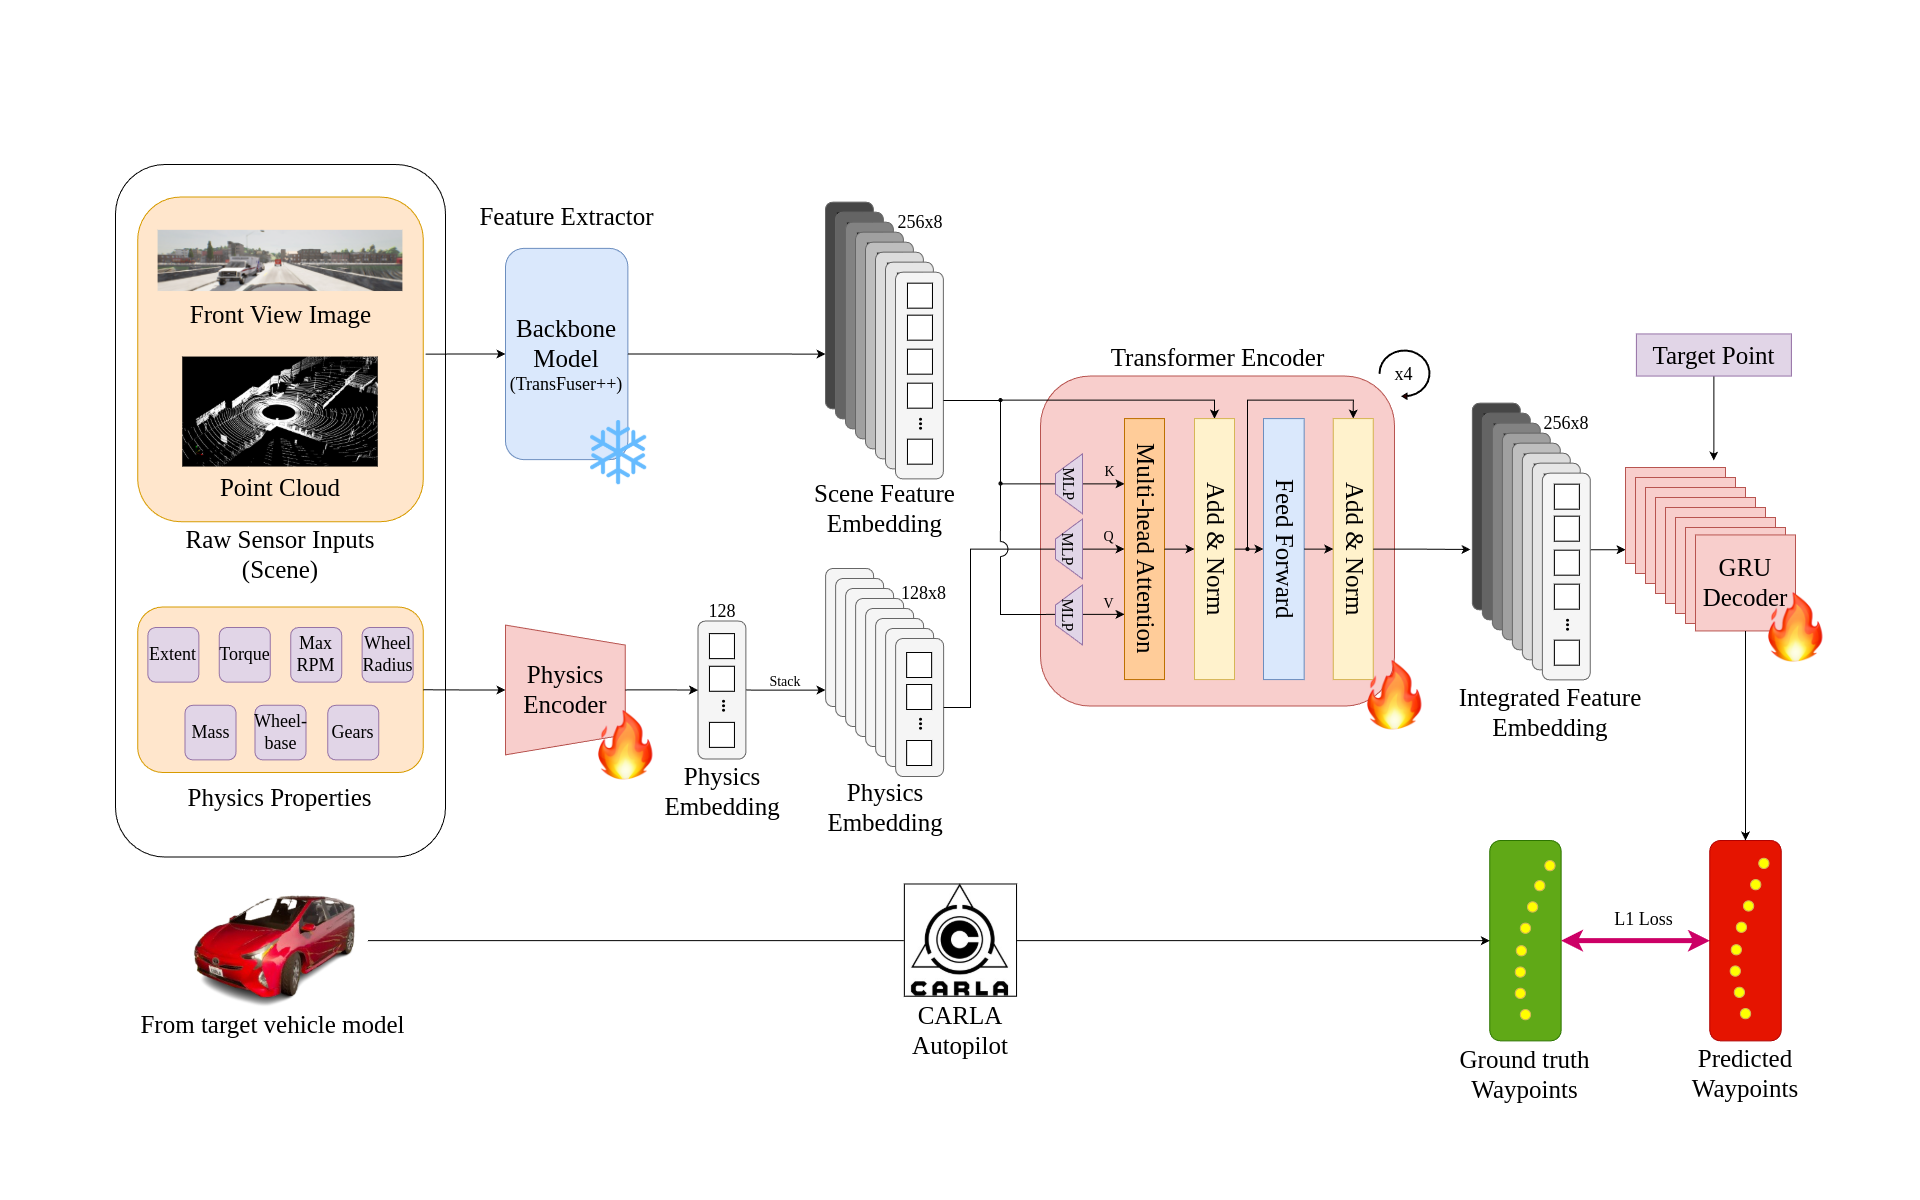 Front View Image
Point Cloud
Raw Sensor Inputs
(Scene)
Extent
Torque
Max
RPM
Wheel
Radius
Mass
Wheel-
base
Gears
Physics Properties
From target vehicle model
Feature Extractor
Backbone
Model
(TransFuser++)
Physics
Encoder
128
Physics
Embedding
Stack
256x8
Scene Feature
Embedding
128x8
Physics
Embedding
Transformer Encoder
x4
MLP
K
MLP
Q
MLP
V
Multi-head Attention
Add & Norm
Feed Forward
Add & Norm
256x8
Integrated Feature
Embedding
Target Point
GRU
Decoder
CARLA
CARLA
Autopilot
L1 Loss
Ground truth
Waypoints
Predicted
Waypoints